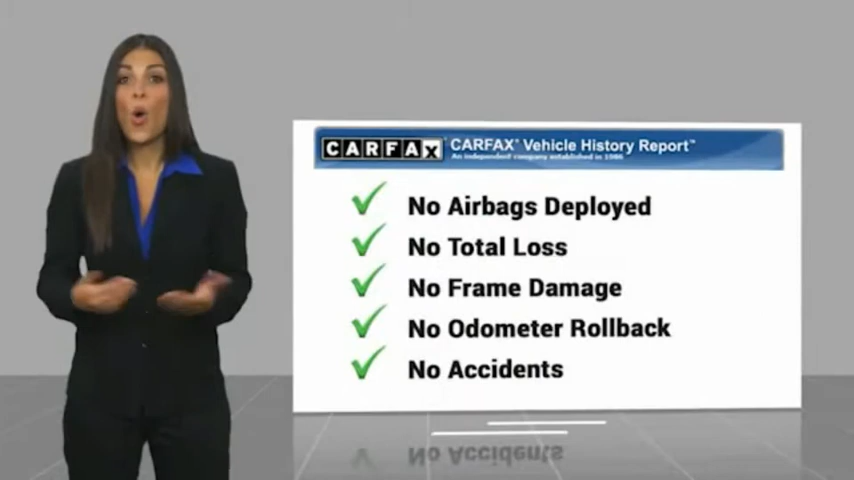 CARFAX CARFAX® Vehicle History Report™
An independent company established in 1986
No Airbags Deployed
No Total Loss
No Frame Damage
No Odometer Rollback
No Accidents
No Accidents